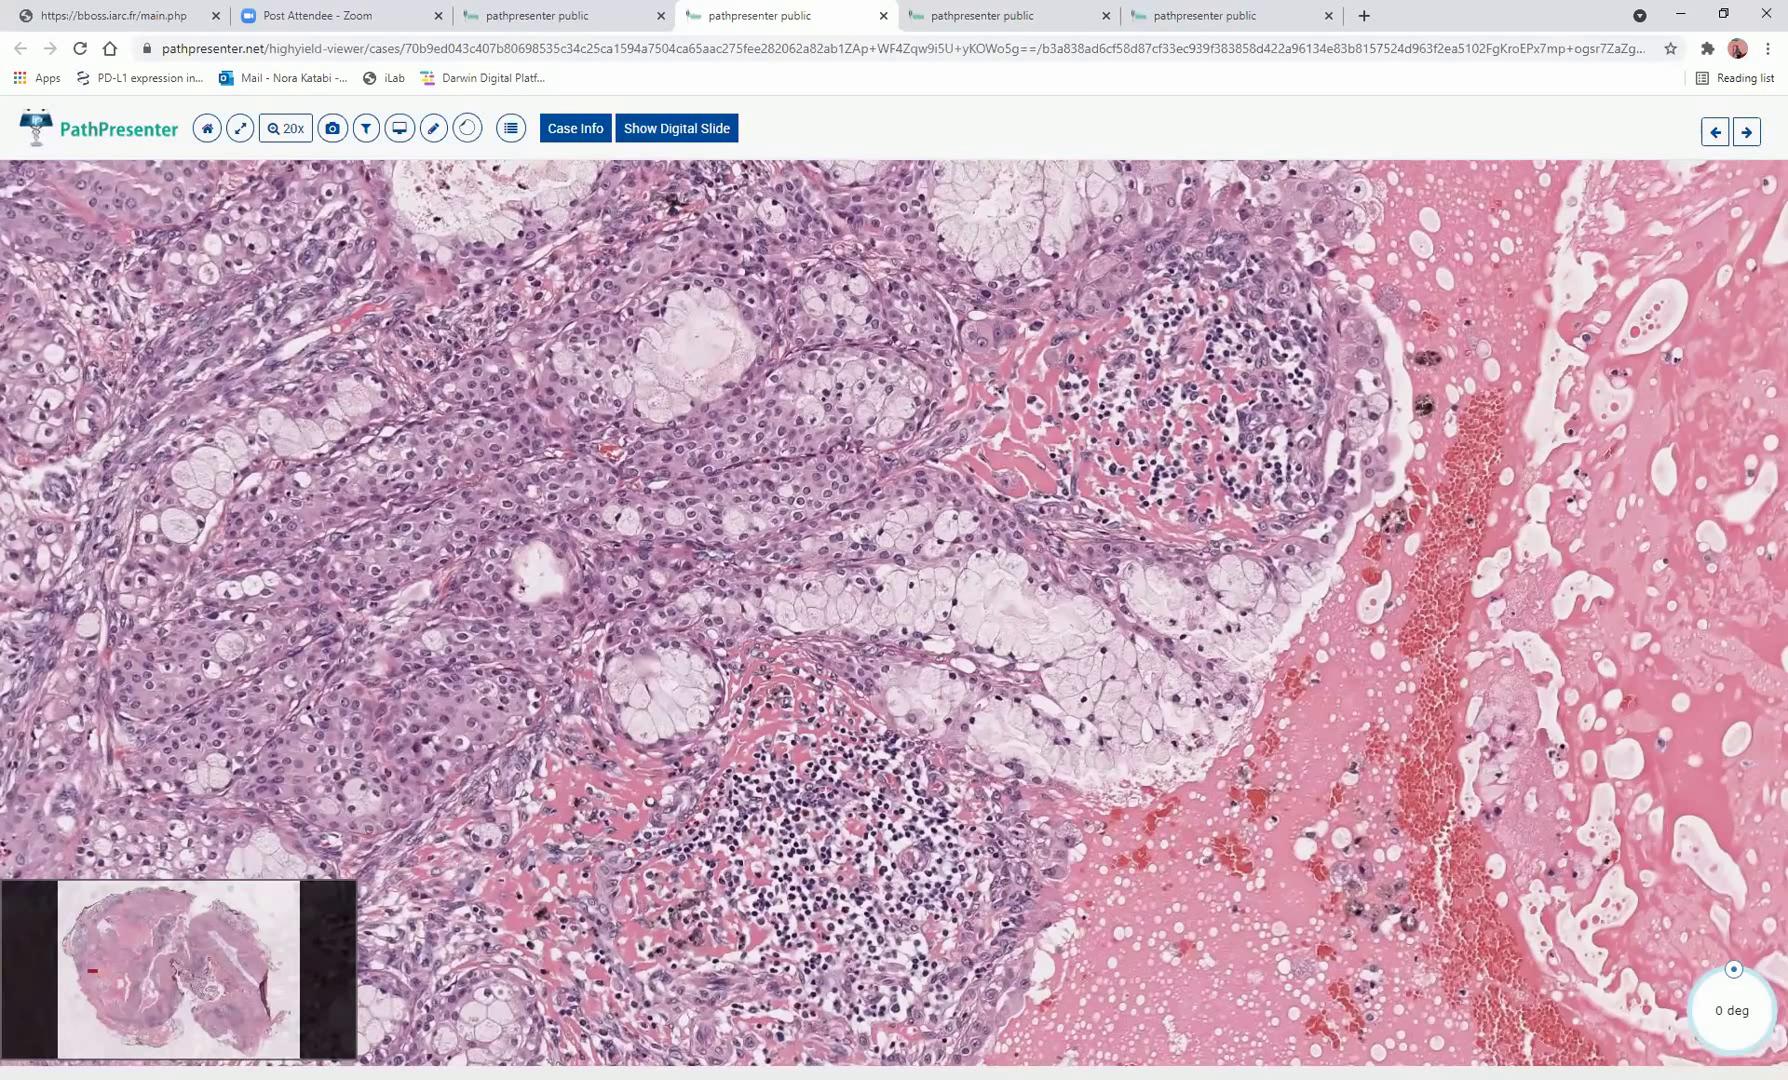 https://bboss.iarc.fr/main.php
Post Attendee - Zoom
pathpresenter public
pathpresenter public
pathpresenter public
pathpresenter public
pathpresenter.net/highyield-viewer/cases/70b9ed043c407b80698535c34c25ca1594a7504ca65aac275fee282062a82ab1ZAp+WF4Zqw9i5U+yKOWo5g==/b3a838ad6cf58d87cf33ec939f383858d422a96134e83b8157524d963f2ea5102FgKroEPx7mp+ogsr7ZaZg...
Apps
PD-L1 expression in...
Mail - Nora Katabi -...
iLab
Darwin Digital Platf...
Reading list
PathPresenter
20x
Case Info
Show Digital Slide
0 deg